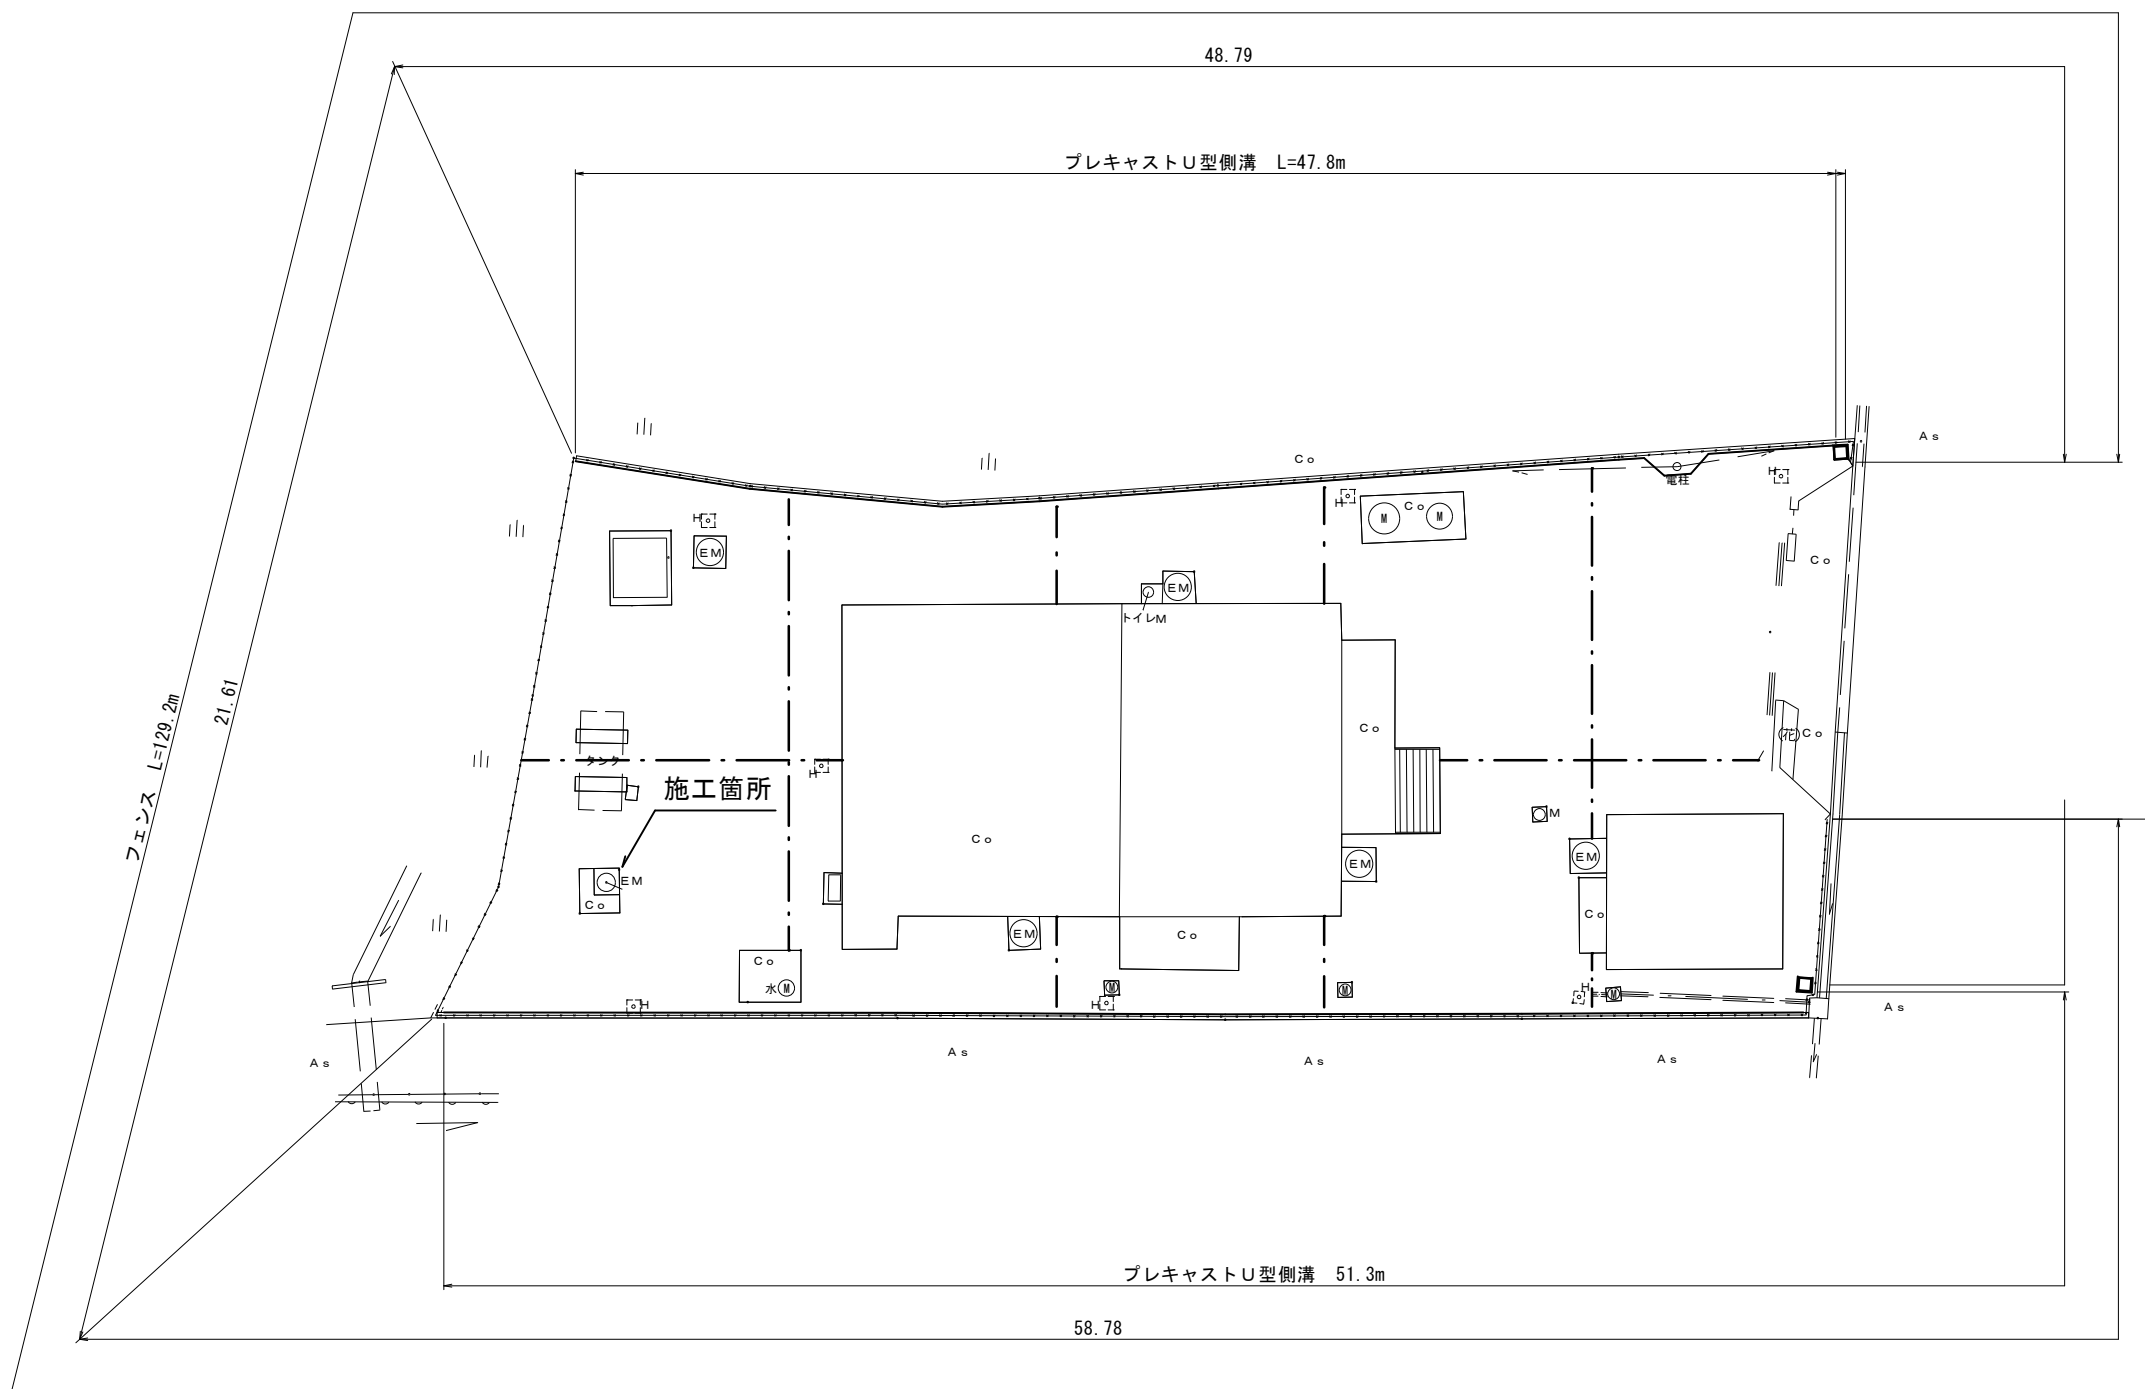 48.79
プレキャストU型側溝　L=47.8m
As
Co
H
電柱
H
H
Co
M
M
H
EM
Co
EM
トイレM
フェンス　L=129.2m
21.61
Co
花
Co
タンク
H
施工箇所
M
Co
EM
EM
EM
Co
Co
EM
Co
Co
水M
M
M
H
M
H
H
As
As
As
As
As
プレキャストU型側溝　51.3m
58.78